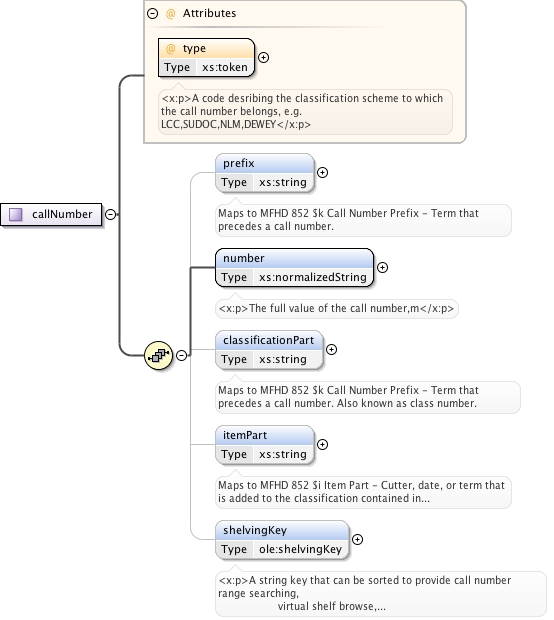 @ Attributes
@ type
Type xs:token
<x:p>A code desribing the classification scheme to which
the call number belongs, e.g.
LCC,SUDOC,NLM,DEWEY</x:p>
callNumber
prefix
Type xs:string
Maps to MFHD 852 $k Call Number Prefix - Term that
precedes a call number.
number
Type xs:normalizedString
<x:p>The full value of the call number,m</x:p>
classificationPart
Type xs:string
Maps to MFHD 852 $k Call Number Prefix - Term that
precedes a call number. Also known as class number.
itemPart
Type xs:string
Maps to MFHD 852 $i Item Part - Cutter, date, or term that
is added to the classification contained in...
shelvingKey
Type ole:shelvingKey
<x:p>A string key that can be sorted to provide call number
range searching,
virtual shelf browse,...